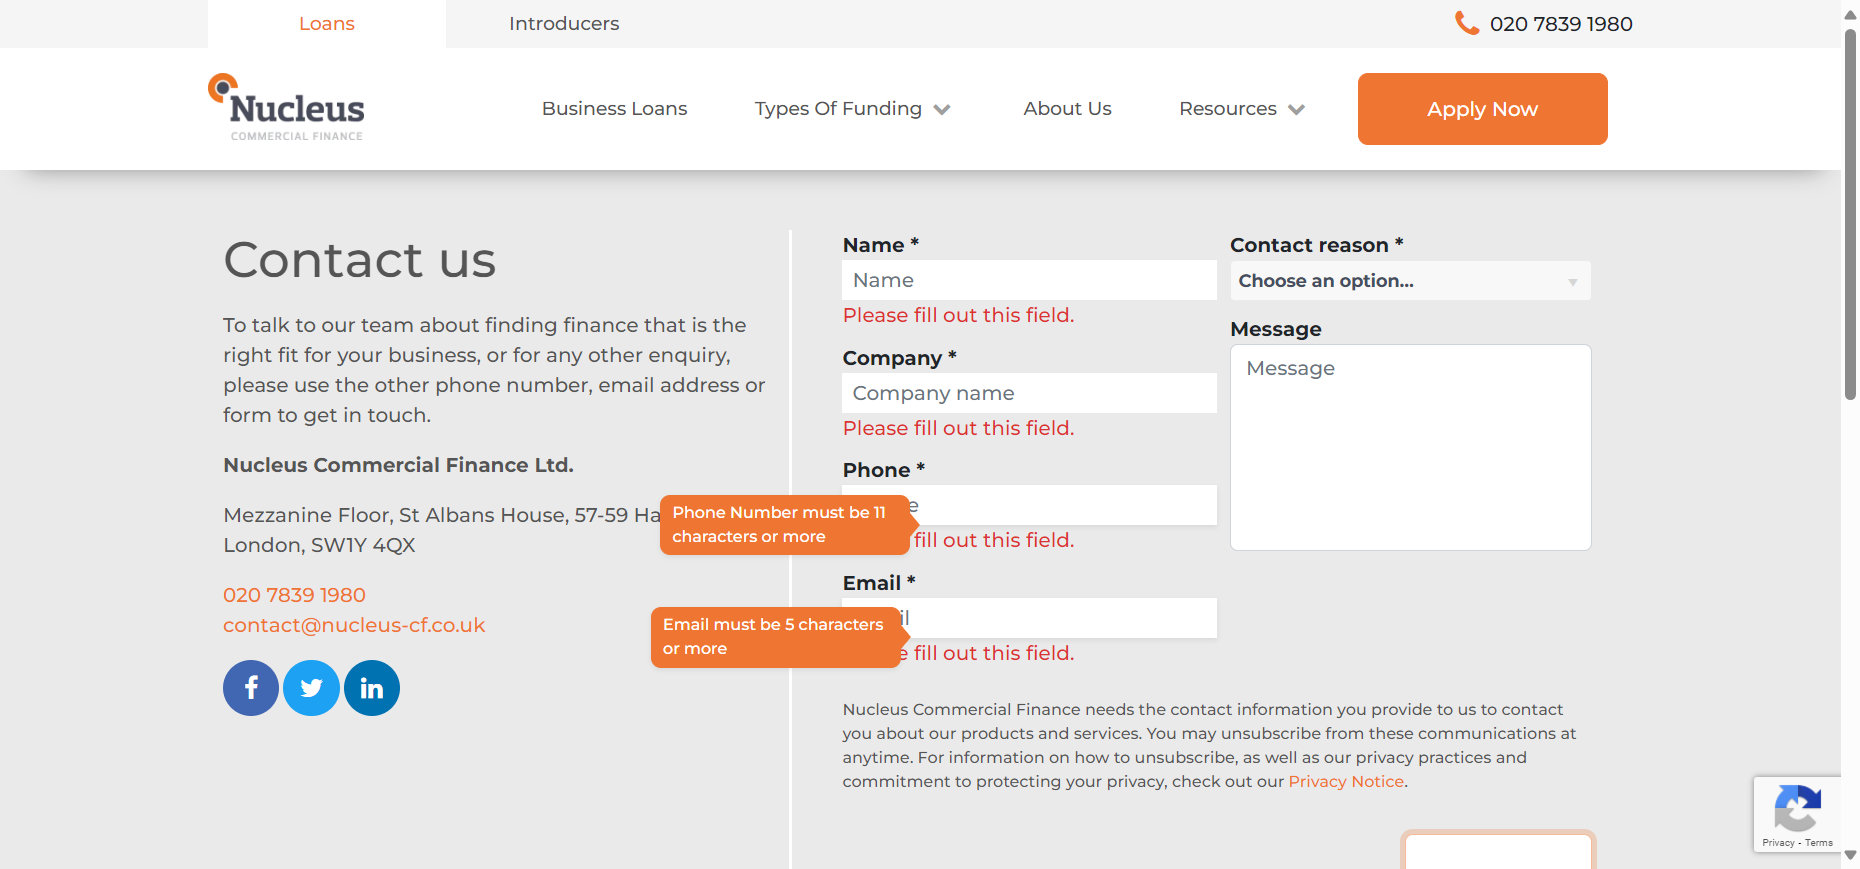 Loans
Introducers
020 7839 1980
Nucleus
COMMERCIAL FINANCE
Business Loans
Types Of Funding
About Us
Resources
Apply Now
Contact us
To talk to our team about finding finance that is the
right fit for your business, or for any other enquiry,
please use the other phone number, email address or
form to get in touch.
Nucleus Commercial Finance Ltd.
Mezzanine Floor, St Albans House, 57-59
London, SW1Y 4QX
020 7839 1980
contact@nucleus-cf.co.uk
Name *
Name
Please fill out this field.
Company *
Company name
Please fill out this field.
Phone *
Phone Number must be 11
characters or more
fill out this field.
Email *
Email must be 5 characters
or more
fill out this field.
Contact reason *
Choose an option...
Message
Message
Nucleus Commercial Finance needs the contact information you provide to us to contact
you about our products and services. You may unsubscribe from these communications at
anytime. For information on how to unsubscribe, as well as our privacy practices and
commitment to protecting your privacy, check out our Privacy Notice.
Privacy - Terms